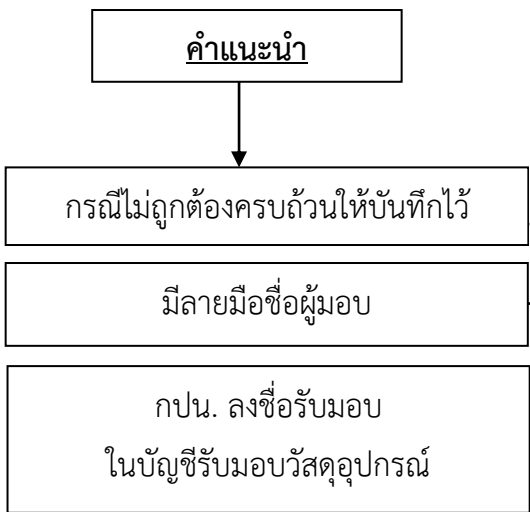 คำแนะนำ
กรณีไม่ถูกต้องครบถ้วนให้บันทึกไว้
มีลายมือชื่อผู้มอบ
กปน. ลงชื่อรับมอบ
ในบัญชีรับมอบวัสดุอุปกรณ์